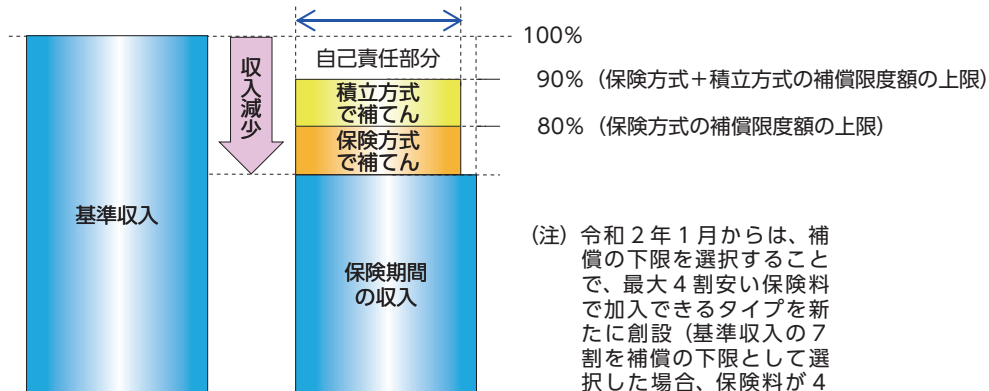 100%
自己責任部分
90%（保険方式＋積立方式の補償限度額の上限）
収入減少
積立方式
で補てん
80%（保険方式の補償限度額の上限）
保険方式
で補てん
基準収入
保険期間
の収入
（注）令和２年１月からは、補
償の下限を選択すること
で、最大４割安い保険料
で加入できるタイプを新
たに創設（基準収入の７
割を補償の下限として選
択した場合、保険料が４